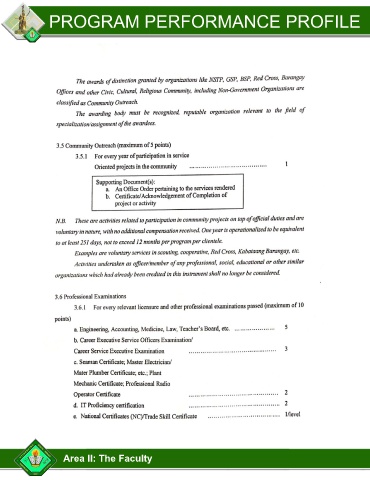 PROGRAM PERFORMANCE PROFILE
The awards of distinction granted by organizations like NSTP, GSP, BSP, Red Cross, Barangay
Offices and other Civic, Cultural, Religious Community, including Non-Government Organizations are
classified as Community Outreach.
The awarding body must be recognized, reputable organization relevant to the field of
specialization/assignment of the awardees.
3.5 Community Outreach (maximum of 5 points)
3.5.1 For every year of participation in service
Oriented projects in the community ........................................ 1
Supporting Document(s):
a. An Office Order pertaining to the services rendered
b. Certificate/Acknowledgement of Completion of
project or activity
N.B. These are activities related to participation in community projects on top of official duties and are
voluntary in nature, with no additional compensation received. One year is operationalized to be equivalent
to at least 251 days, not to exceed 12 months per program per clientele.
Examples are voluntary services in scouting, cooperative, Red Cross, Kabataang Barangay, etc.
Activities undertaken as officer/member of any professional, social, educational or other similar
organizations which had already been credited in this instrument shall no longer be considered.
3.6 Professional Examinations
3.6.1 For every relevant licensure and other professional examinations passed (maximum of 10
points)
a. Engineering, Accounting, Medicine, Law, Teacher's Board, etc. .................... 5
b. Career Executive Service Officers Examination/
Career Service Executive Examination ........................................ 3
c. Seaman Certificate; Master Electrician/
Mater Plumber Certificate; etc.; Plant
Mechanic Certificate; Professional Radio
Operator Certificate ........................................ 2
d. IT Proficiency certification ........................................ 2
e. National Certificates (NC)/Trade Skill Certificate ................................ 1/level
Area II: The Faculty